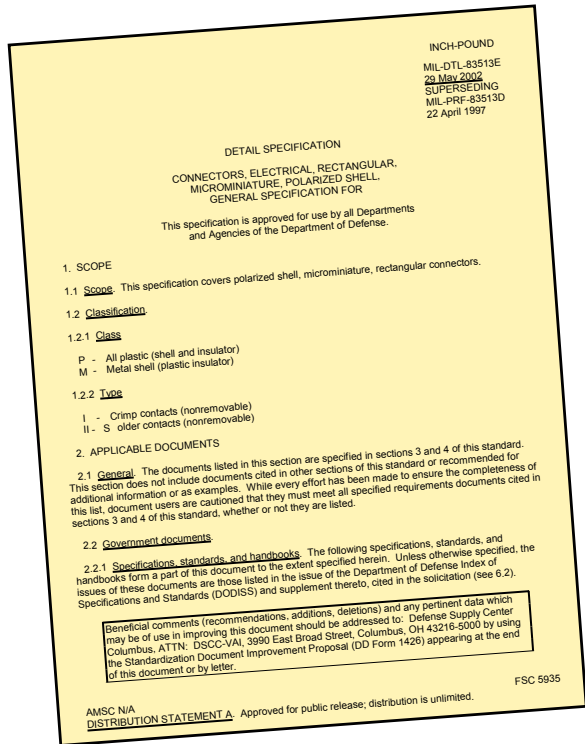 INCH-POUND
MIL-DTL-83513E
29 May 2002
SUPERSEDING
MIL-PRF-83513D
22 April 1997
DETAIL SPECIFICATION
CONNECTORS, ELECTRICAL, RECTANGULAR,
MICROMINIATURE, POLARIZED SHELL,
GENERAL SPECIFICATION FOR
This specification is approved for use by all Departments
and Agencies of the Department of Defense.
1. SCOPE
1.1 Scope. This specification covers polarized shell, microminiature, rectangular connectors.
1.2 Classification.
1.2.1 Class
P - All plastic (shell and insulator)
M - Metal shell (plastic insulator)
1.2.2 Type
I - Crimp contacts (nonremovable)
II - S older contacts (nonremovable)
2. APPLICABLE DOCUMENTS
2.1 General. The documents listed in this section are specified in sections 3 and 4 of this standard.
This section does not include documents cited in other sections of this standard or recommended for
additional information or as examples. While every effort has been made to ensure the completeness of
this list, document users are cautioned that they must meet all specified requirements documents cited in
sections 3 and 4 of this standard, whether or not they are listed.
2.2 Government documents.
2.2.1 Specifications, standards, and handbooks. The following specifications, standards, and
handbooks form a part of this document to the extent specified herein. Unless otherwise specified, the
issues of these documents are those listed in the issue of the Department of Defense Index of
Specifications and Standards (DODISS) and supplement thereto, cited in the solicitation (see 6.2).
Beneficial comments (recommendations, additions, deletions) and any pertinent data which
may be of use in improving this document should be addressed to: Defense Supply Center
Columbus, ATTN: DSCC-VAI, 3990 East Broad Street, Columbus, OH 43216-5000 by using
the Standardization Document Improvement Proposal (DD Form 1426) appearing at the end
of this document or by letter.
AMSC N/A
FSC 5935
DISTRIBUTION STATEMENT A. Approved for public release; distribution is unlimited.